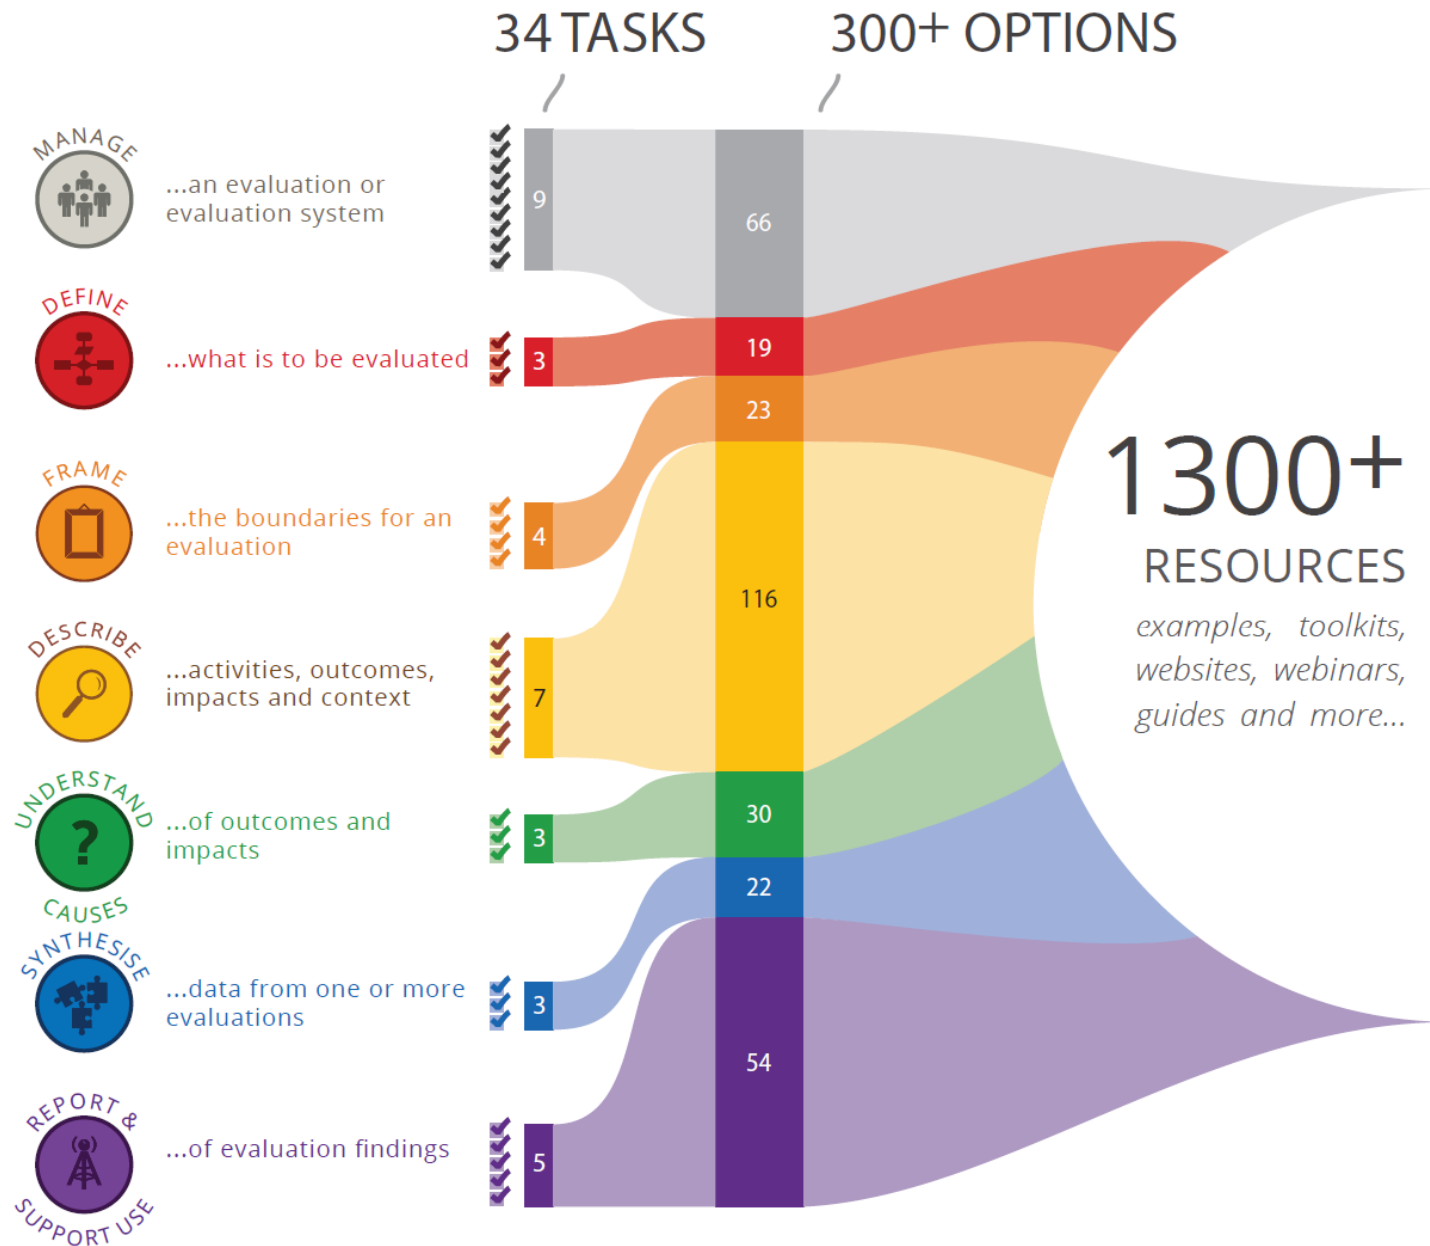 34 TASKS
300+ OPTIONS
MANAGE
...an evaluation or
evaluation system
9
66
DEFINE
...what is to be evaluated
3
19
FRAME
...the boundaries for an
evaluation
4
23
DESCRIBE
...activities, outcomes,
impacts and context
7
116
UNDERSTAND
?
CAUSES
...of outcomes and
impacts
3
30
SYNTHESISE
...data from one or more
evaluations
3
22
REPORT &
SUPPORT USE
...of evaluation findings
5
54
1300+
RESOURCES
examples, toolkits,
websites, webinars,
guides and more...